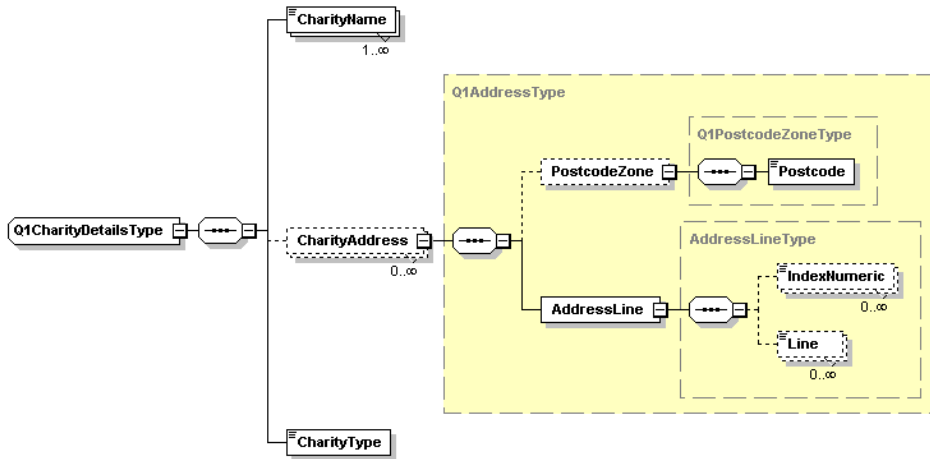 CharityName
1..∞
Q1AddressType
Q1PostcodeZoneType
PostcodeZone
Postcode
Q1CharityDetailsType
CharityAddress
0..∞
AddressLineType
IndexNumeric
0..∞
AddressLine
Line
0..∞
CharityType